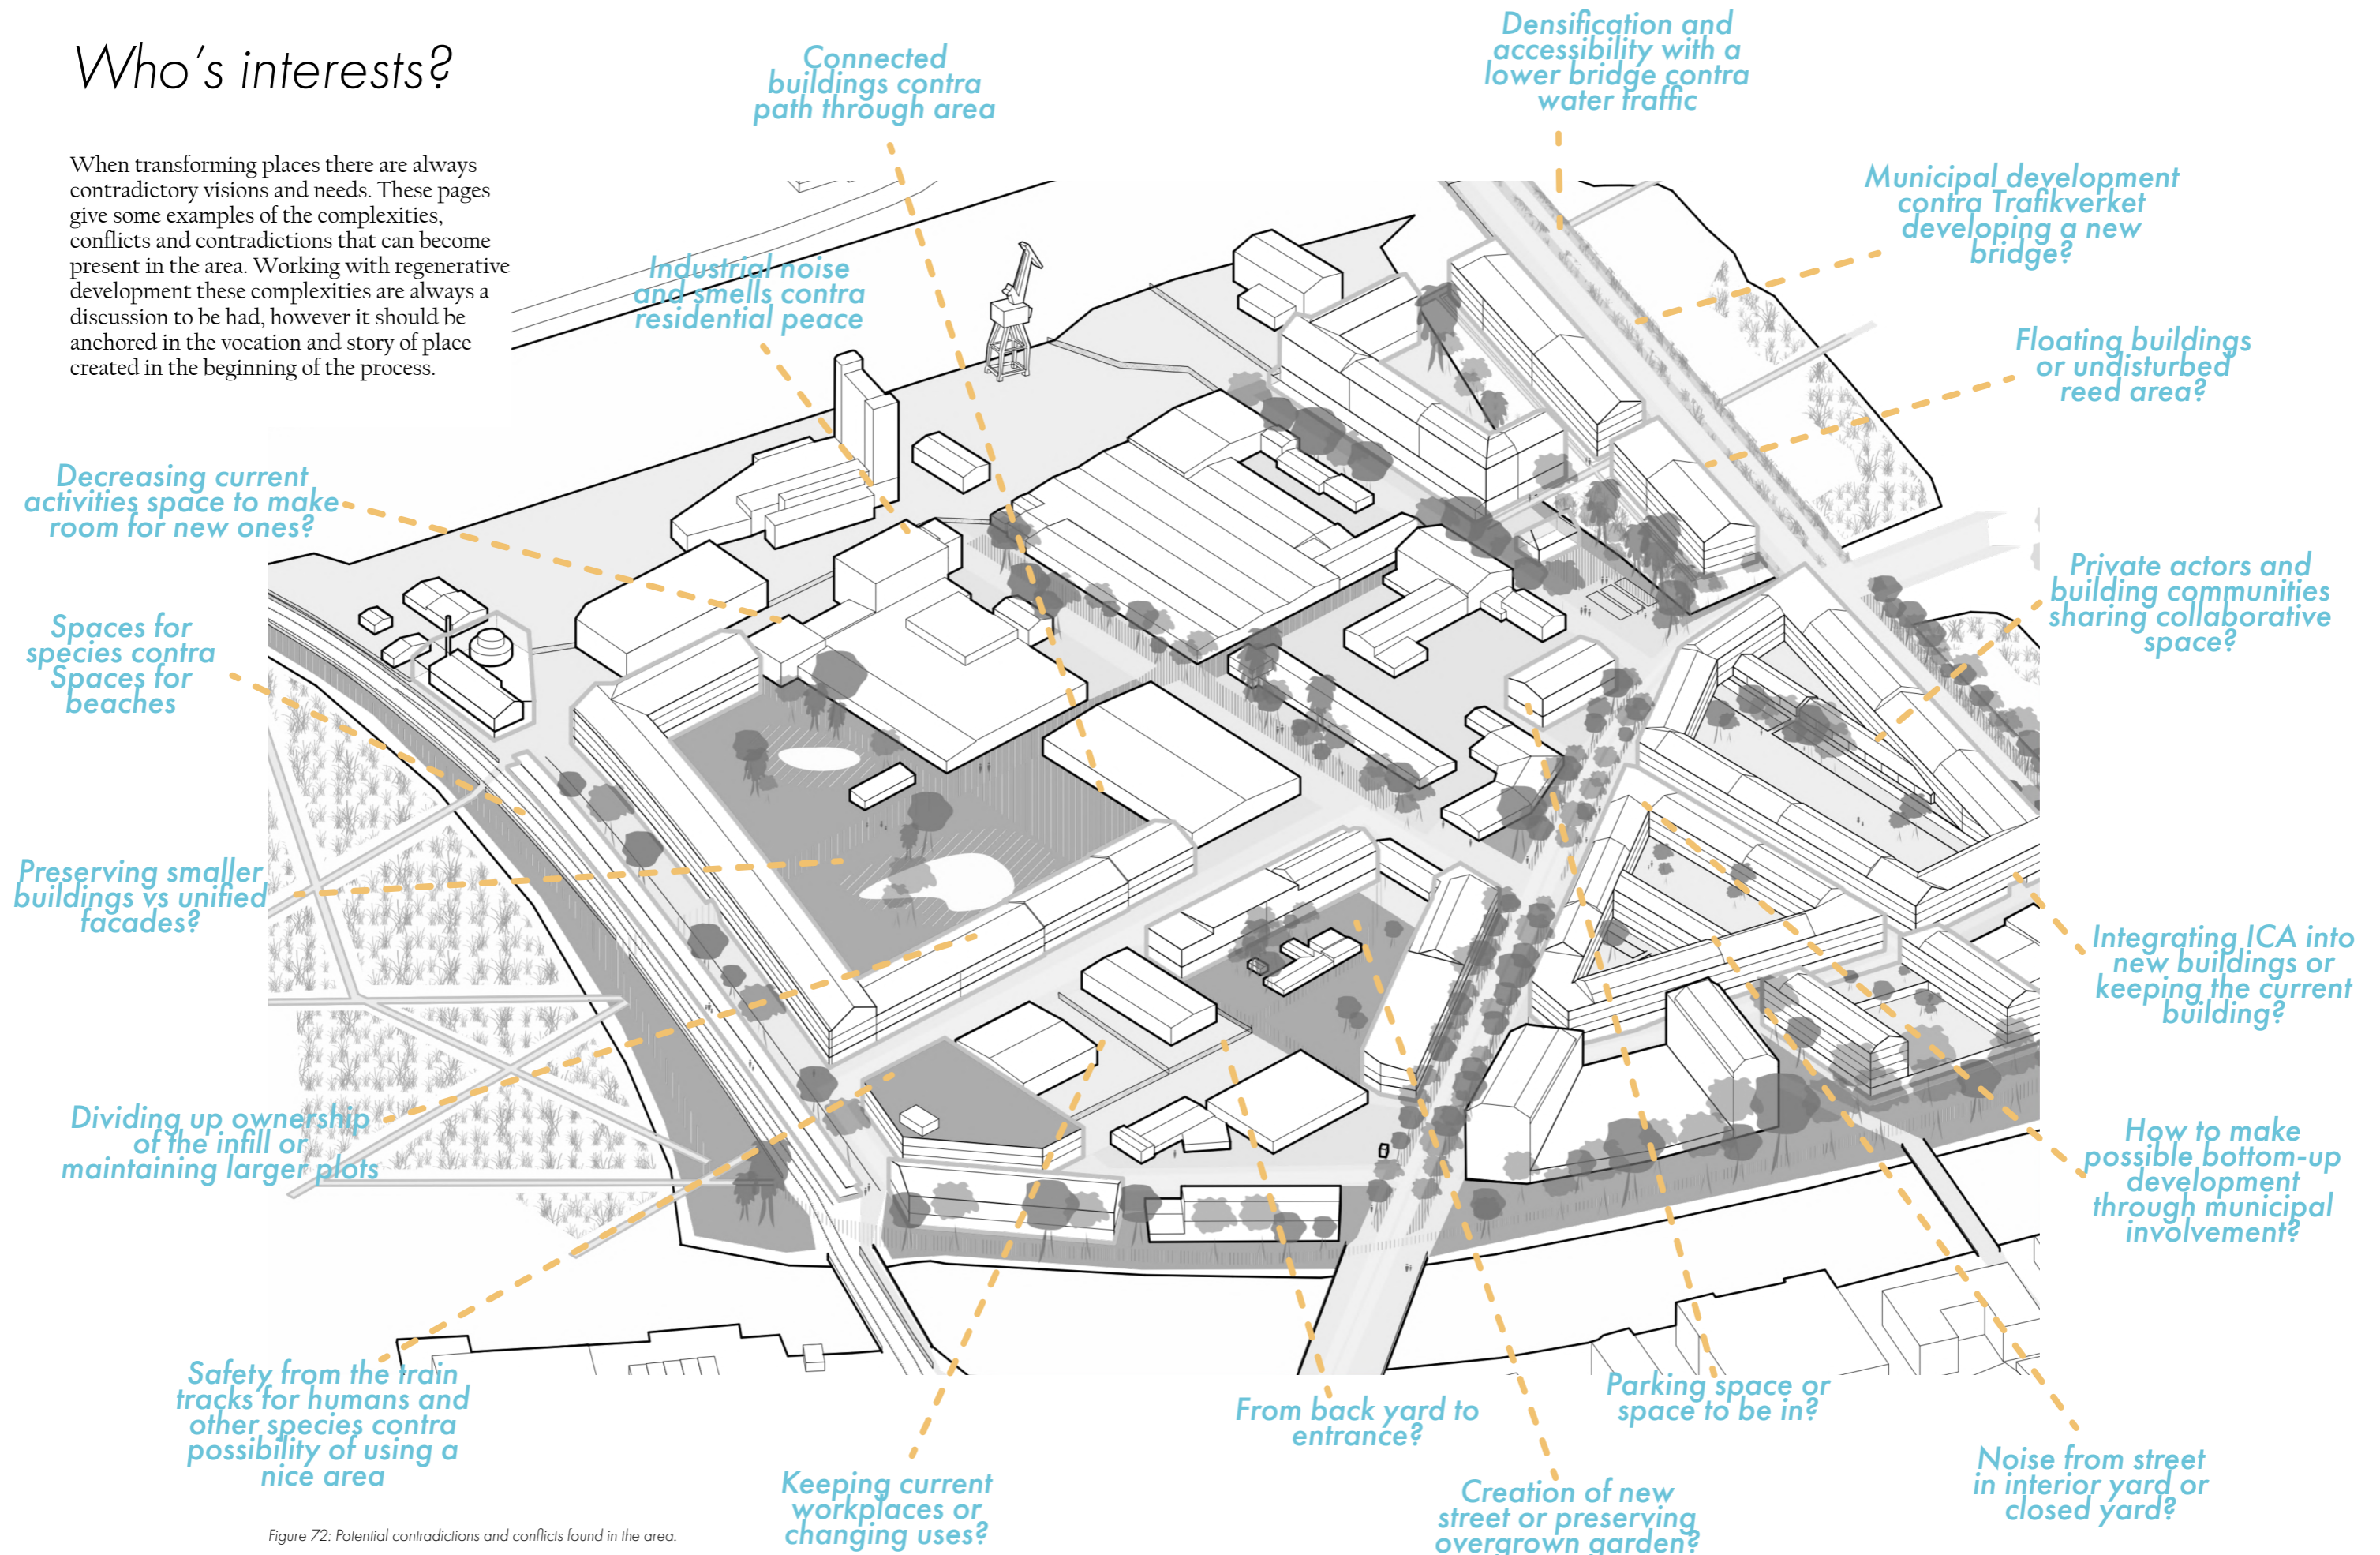 Who's interests?
When transforming places there are always
contradictory visions and needs. These pages
give some examples of the complexities,
conflicts and contradictions that can become
present in the area. Working with regenerative
development these complexities are always a
discussion to be had, however it should be
anchored in the vocation and story of place
created in the beginning of the process.
Connected
buildings contra
path through area
Densification and
accessibility with a
lower bridge contra
water traffic
Municipal development
contra Trafikverket
developing a new
bridge?
Industrial noise
and smells contra
residential peace
Floating buildings
or undisturbed
reed area?
Decreasing current
activities space to make
room for new ones?
Private actors and
building communities
sharing collaborative
space?
Spaces for
species contra
Spaces for
beaches
Preserving smaller
buildings vs unified
facades?
Integrating ICA into
new buildings or
keeping the current
building?
Dividing up ownership
of the infill or
maintaining larger plots
How to make
possible bottom-up
development
through municipal
involvement?
Safety from the train
tracks for humans and
other species contra
possibility of using a
nice area
From back yard to
entrance?
Parking space or
space to be in?
Keeping current
workplaces or
changing uses?
Creation of new
street or preserving
overgrown garden?
Noise from street
in interior yard or
closed yard?
Figure 72: Potential contradictions and conflicts found in the area.